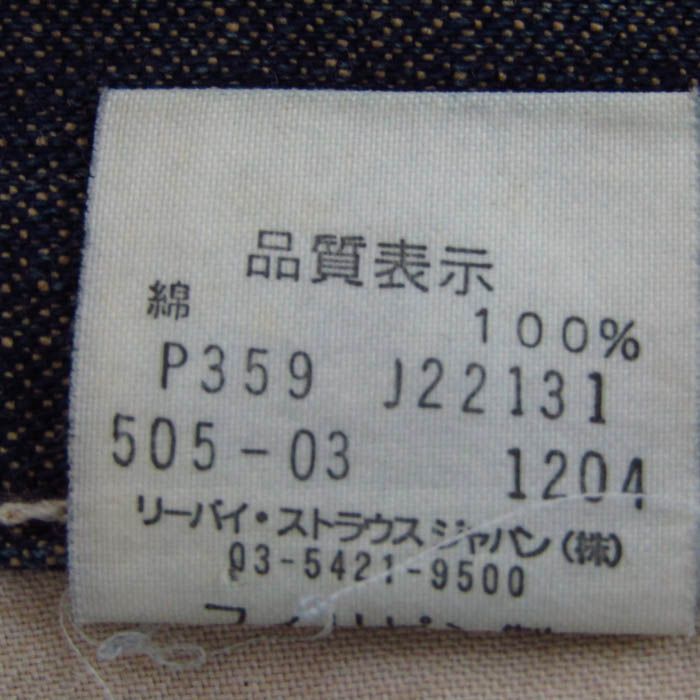 品質表示
綿 100%
P359 J22131
505-03 1204
リーバイ・ストラウスジャパン(株)
03-5421-9500